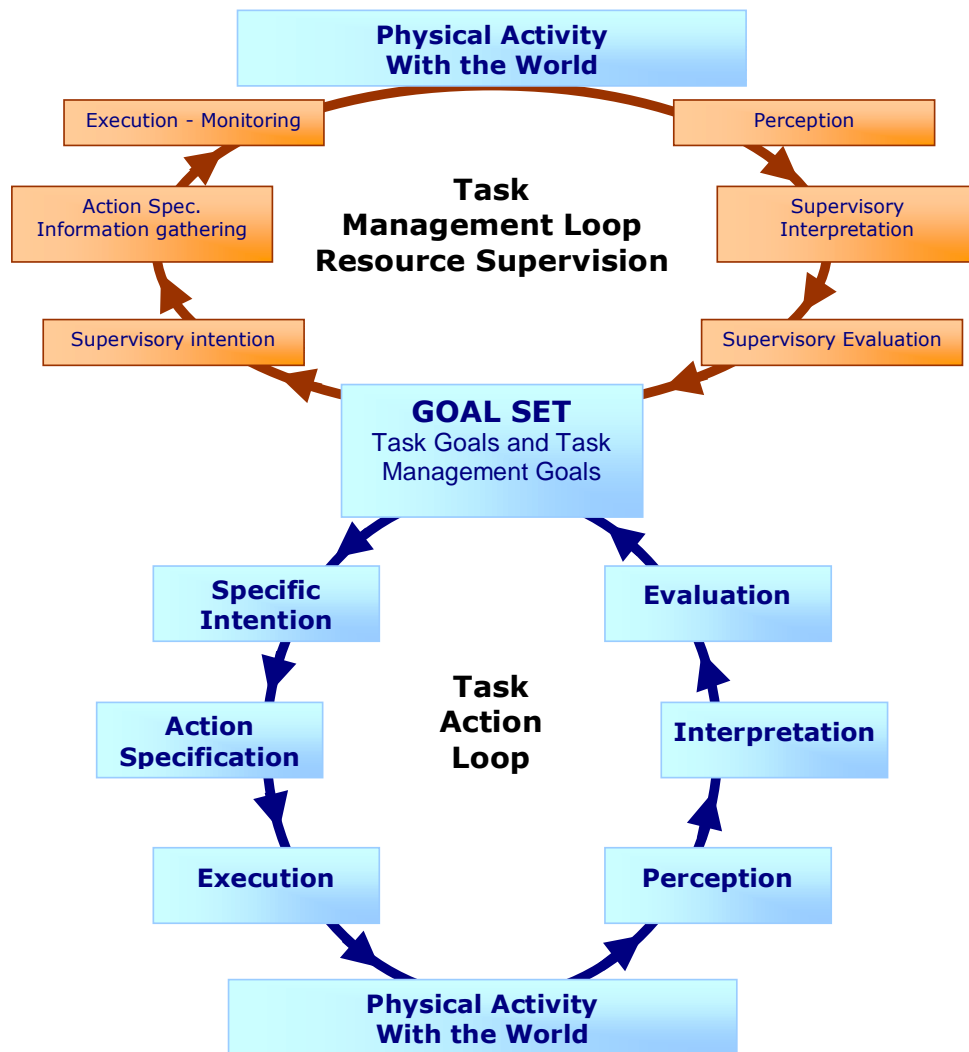 Physical Activity
With the World
Execution - Monitoring
Perception
Action Spec.
Information gathering
Task
Management Loop
Resource Supervision
Supervisory
Interpretation
Supervisory intention
Supervisory Evaluation
GOAL SET
Task Goals and Task
Management Goals
Specific
Intention
Evaluation
Action
Specification
Task
Action
Loop
Interpretation
Execution
Perception
Physical Activity
With the World